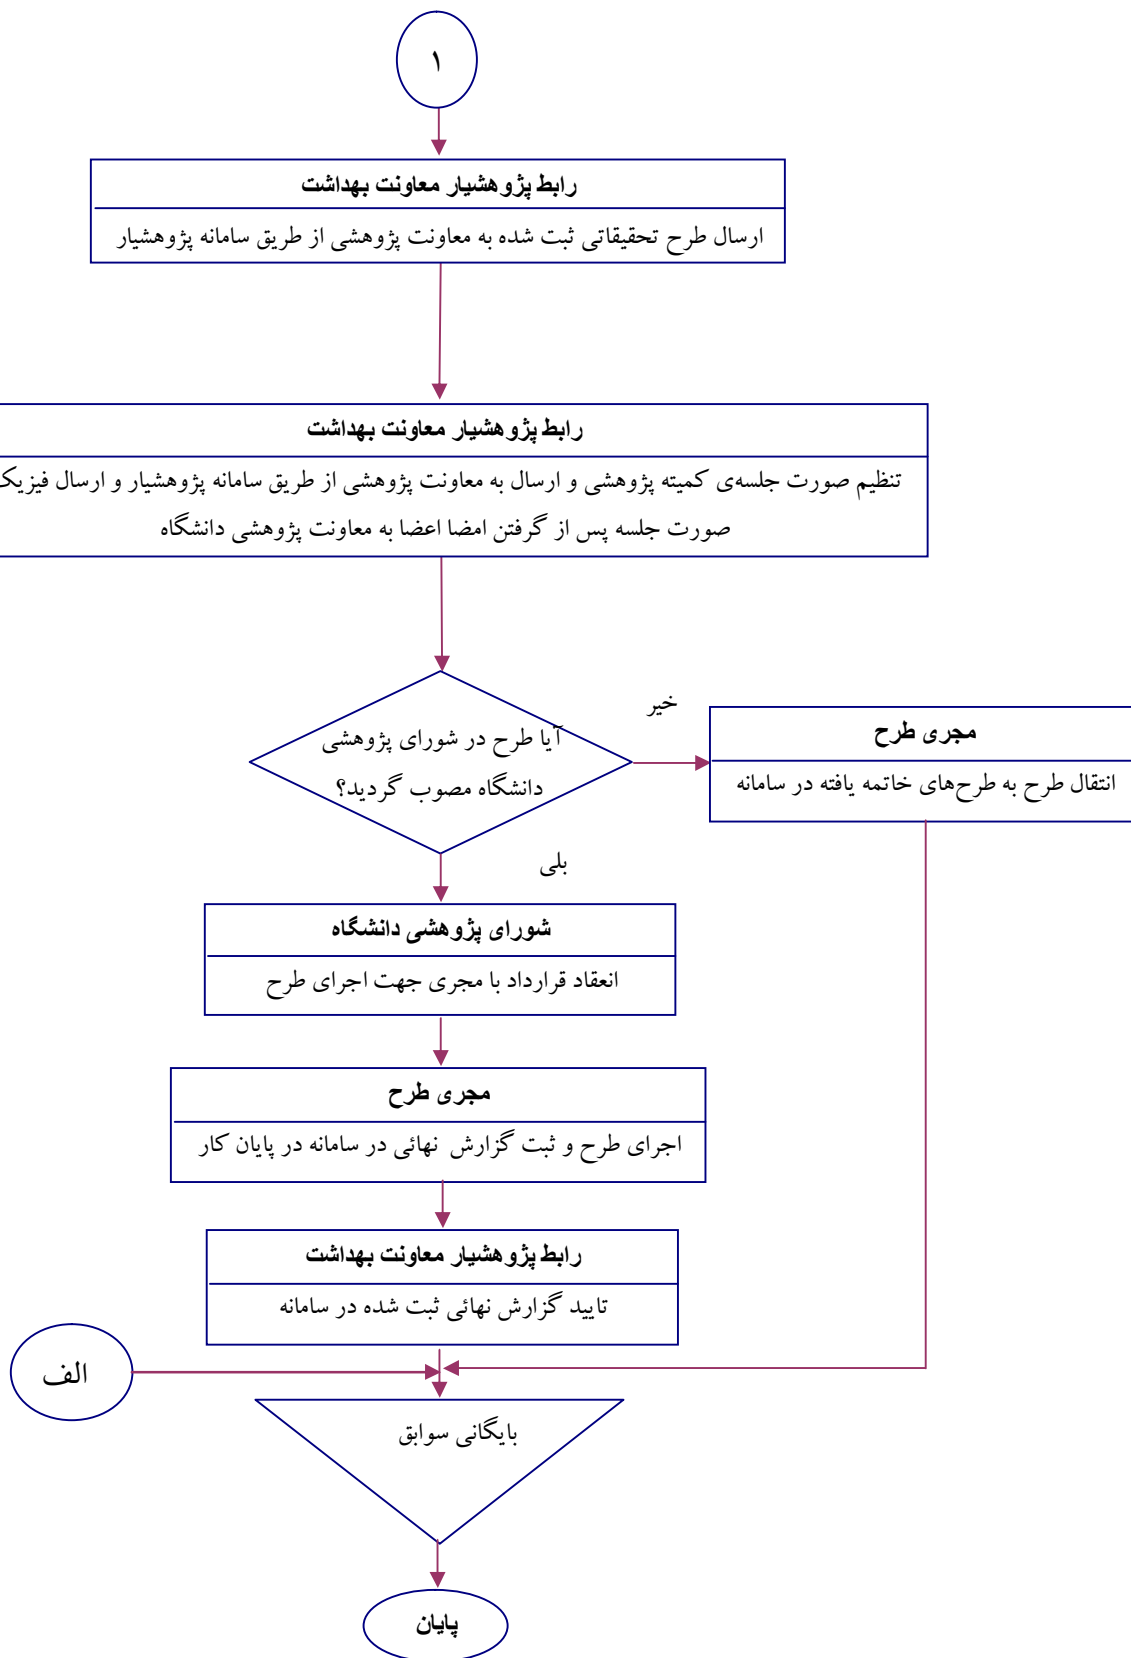 ۱
رابط پژوهشیار معاونت بهداشت
ارسال طرح تحقیقاتی ثبت شده به معاونت پژوهشی از طریق سامانه پژوهشیار
رابط پژوهشیار معاونت بهداشت
تنظیم صورت جلسه‌ی کمیته پژوهشی و ارسال به معاونت پژوهشی از طریق سامانه پژوهشیار و ارسال
صورت جلسه پس از گرفتن امضا اعضا به معاونت پژوهشی دانشگاه
آیا طرح در شورای پژوهشی
دانشگاه مصوب گردید؟
خیر
مجری طرح
انتقال طرح به طرح‌های خاتمه یافته در سامانه
بلی
شورای پژوهشی دانشگاه
انعقاد قرارداد با مجری جهت اجرای طرح
مجری طرح
اجرای طرح و ثبت گزارش نهائی در سامانه در پایان کار
رابط پژوهشیار معاونت بهداشت
تایید گزارش نهائی ثبت شده در سامانه
الف
بایگانی سوابق
پایان